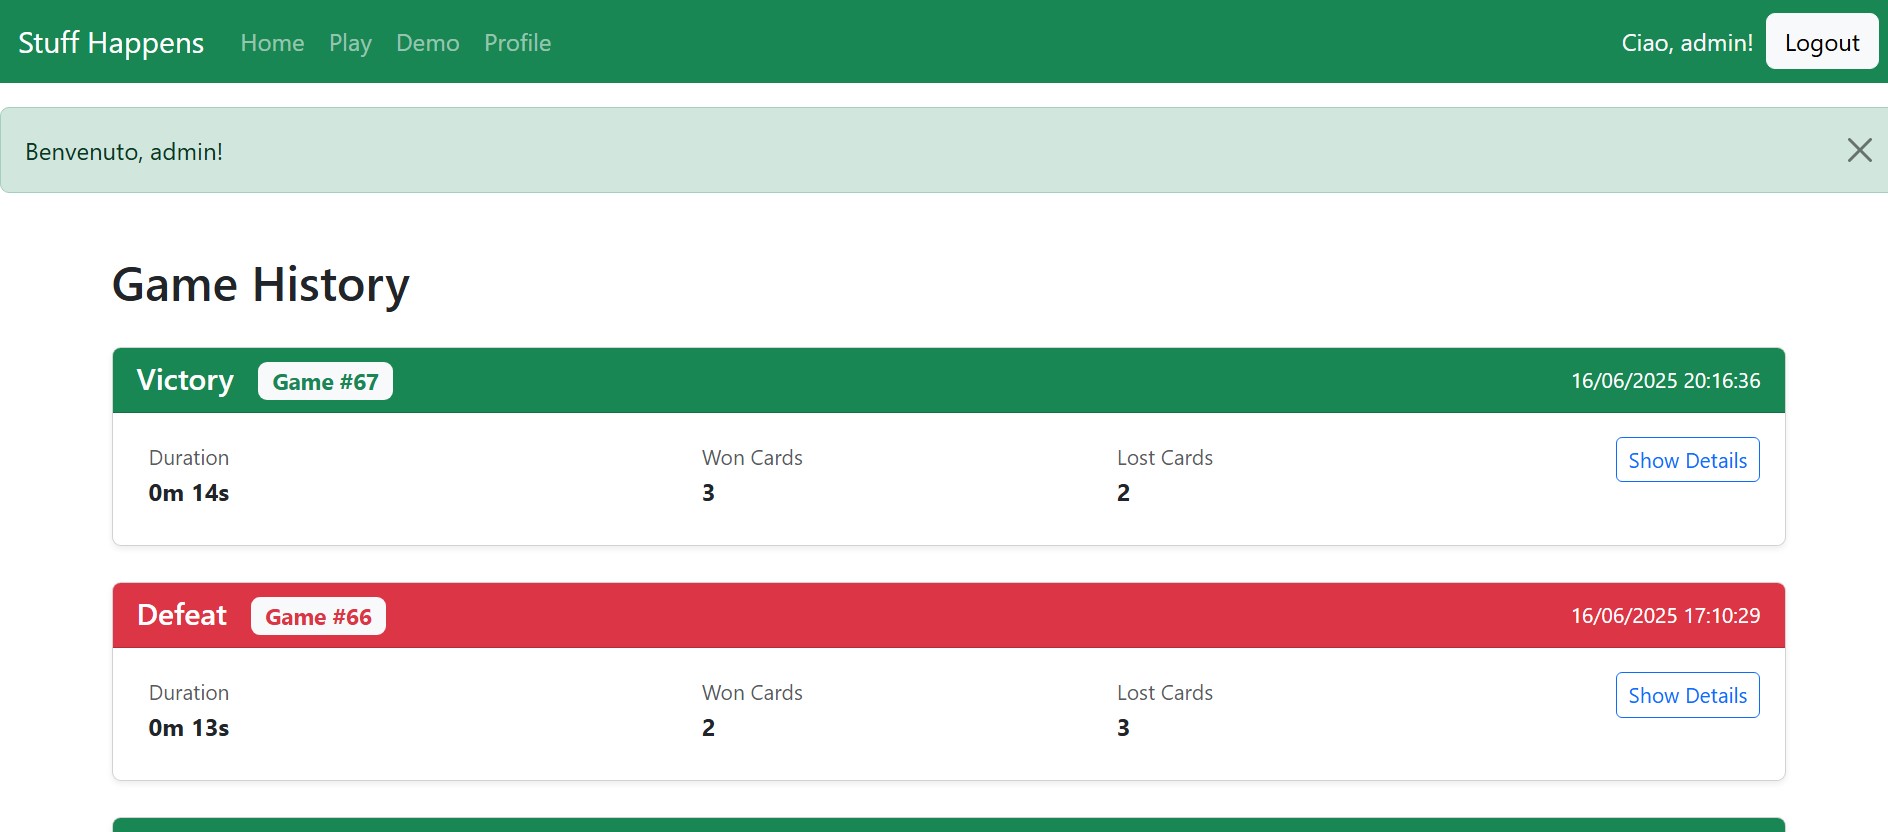 Stuff Happens Home Play Demo Profile Ciao, admin! Logout
Benvenuto, admin!
Game History
Victory Game #67 16/06/2025 20:16:36
Duration Won Cards Lost Cards Show Details
0m 14s 3 2
Defeat Game #66 16/06/2025 17:10:29
Duration Won Cards Lost Cards Show Details
0m 13s 2 3